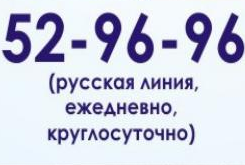 52-96-96
(русская линия,
ежедневно,
круглосуточно)